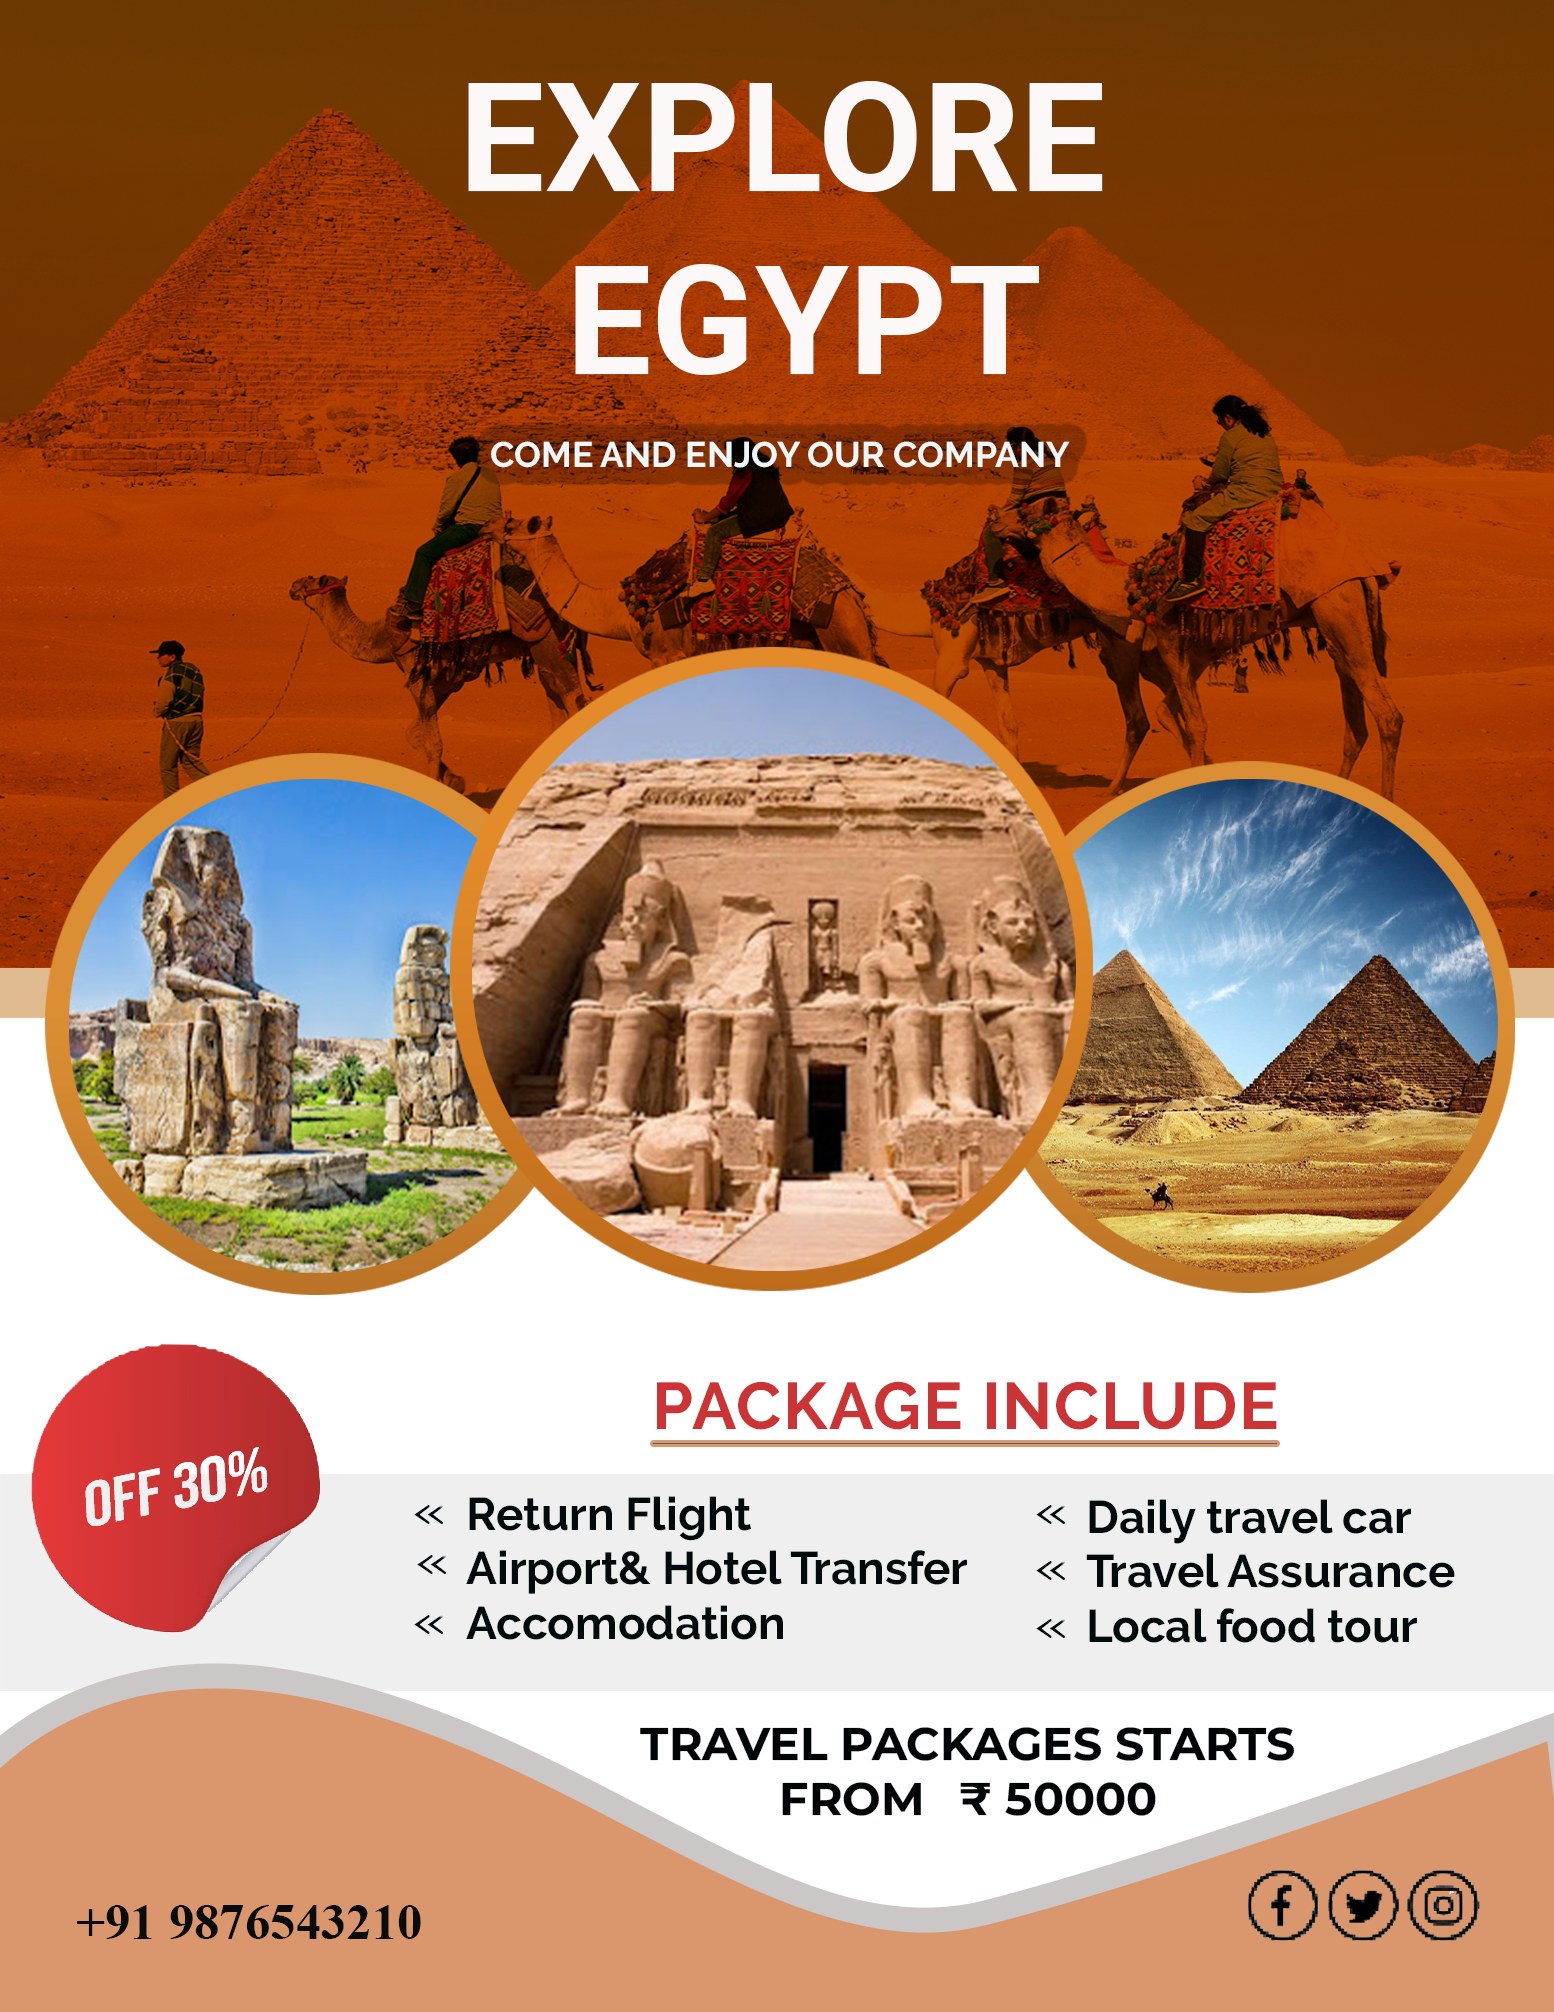 EXPLORE
EGYPT
COME AND ENJOY OUR COMPANY
PACKAGE INCLUDE
OFF 30%
« Return Flight
« Airport& Hotel Transfer
« Accomodation
« Daily travel car
« Travel Assurance
« Local food tour
TRAVEL PACKAGES STARTS
FROM ₹ 50000
+91 9876543210